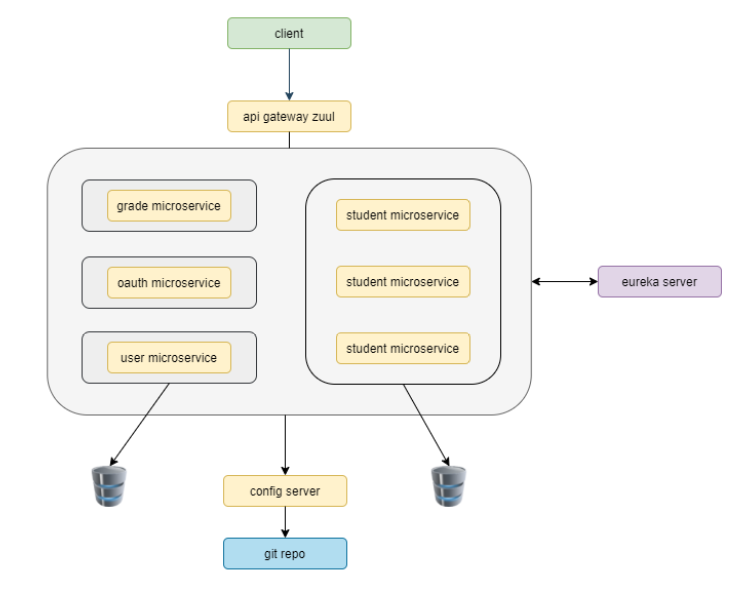 client
api gateway zuul
grade microservice
student microservice
oauth microservice
student microservice
eureka server
user microservice
student microservice
config server
git repo